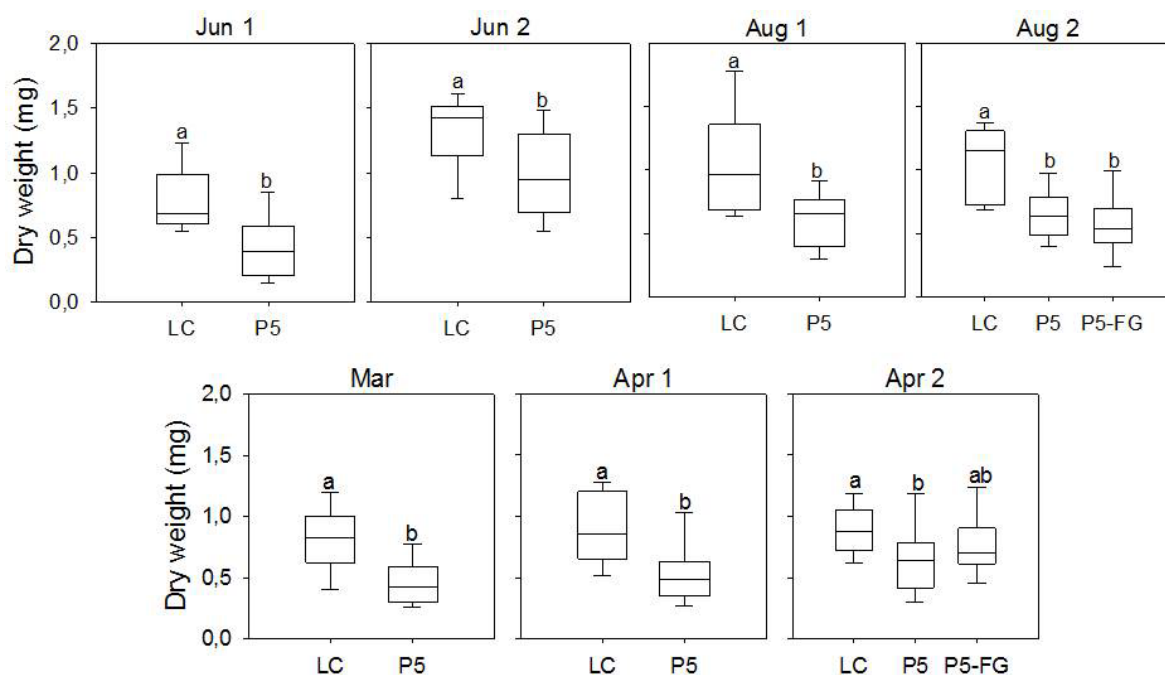 Jun 1 Jun 2 Aug 1 Aug 2
2,0
1,5
1,0
0,5
0,0
Dry weight (mg)
a b a b a b a b b
LC P5 LC P5 LC P5 LC P5 P5-FG
Mar Apr 1 Apr 2
2,0
1,5
1,0
0,5
0,0
Dry weight (mg)
a b a b a b ab
LC P5 LC P5 LC P5 P5-FG